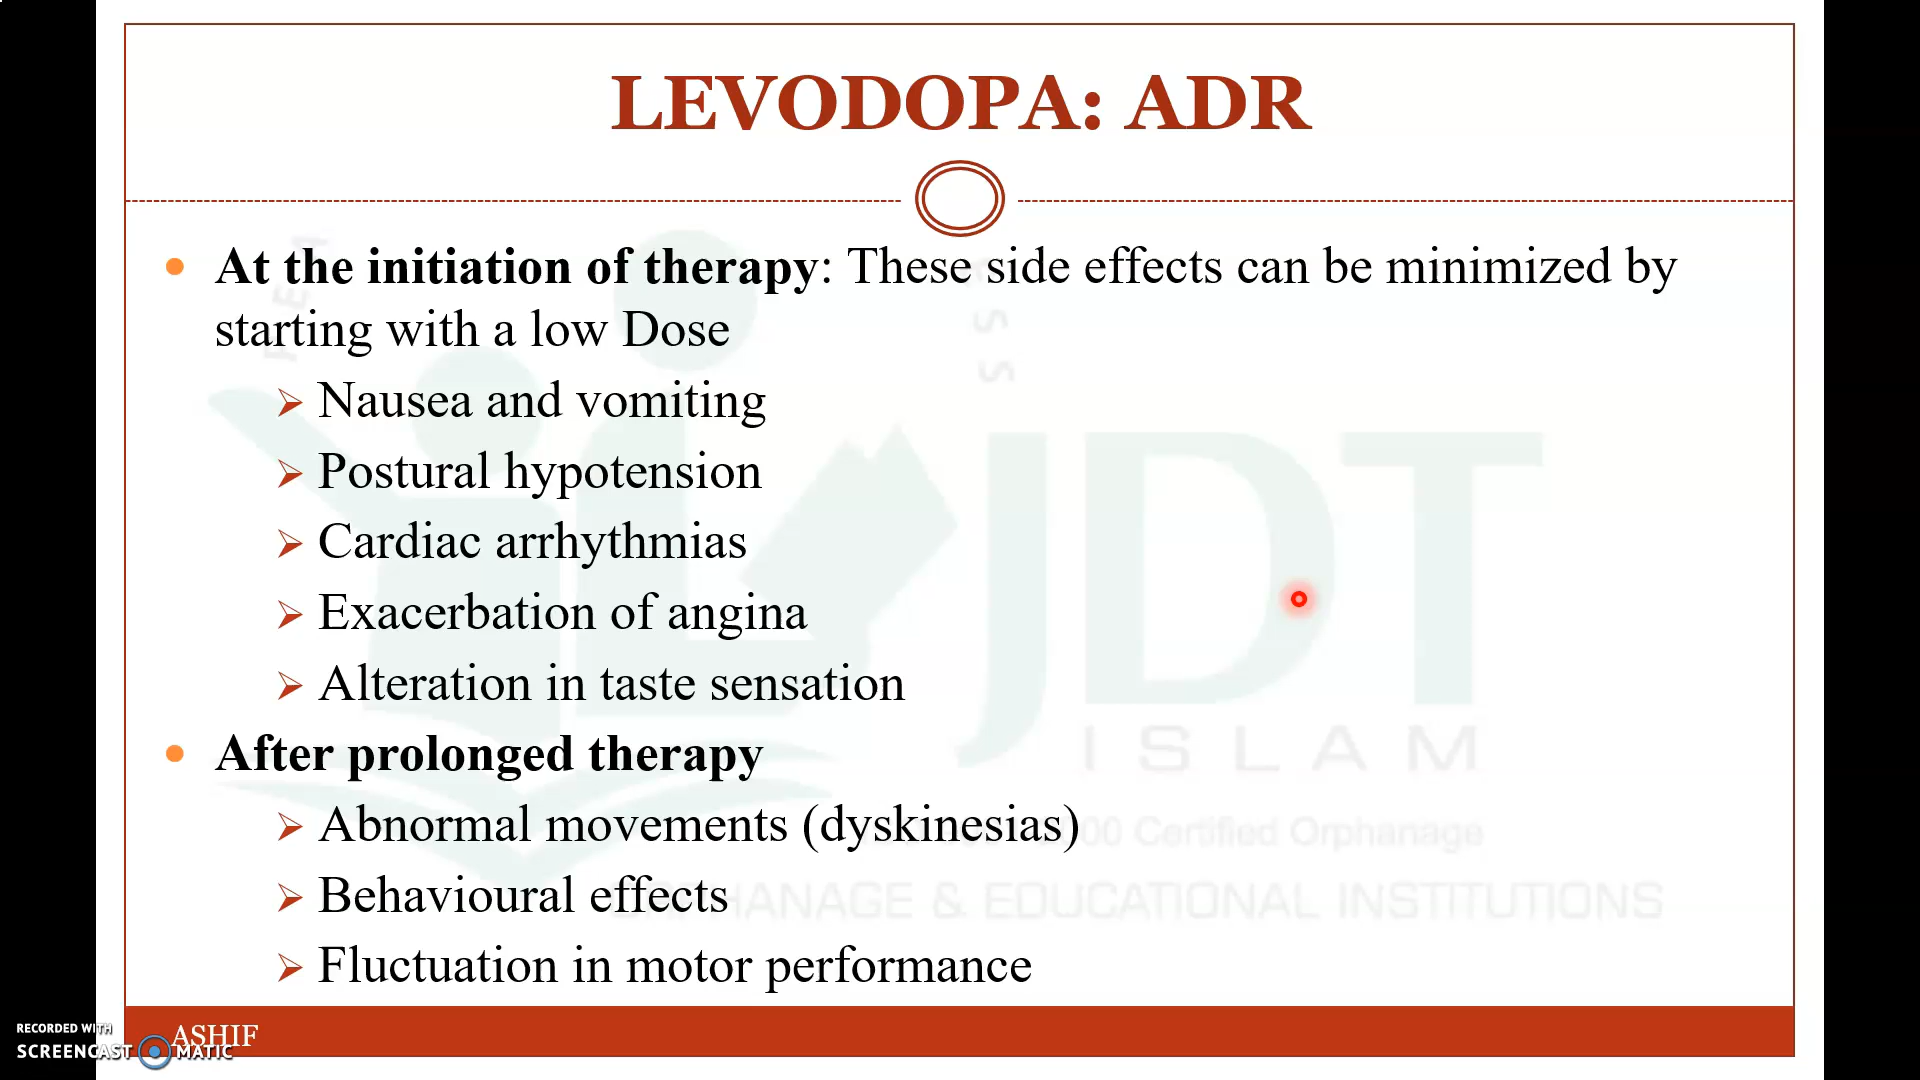 LEVODOPA: ADR
At the initiation of therapy: These side effects can be minimized by
starting with a low Dose
Nausea and vomiting
Postural hypotension
Cardiac arrhythmias
Exacerbation of angina
Alteration in taste sensation
After prolonged therapy
Abnormal movements (dyskinesias)
Behavioural effects
Fluctuation in motor performance
JDT
ISLAM
00 Certified Orphanage
ORPHANAGE & EDUCATIONAL INSTITUTIONS
ASHIF
RECORDED WITH
SCREENCAST MATIC